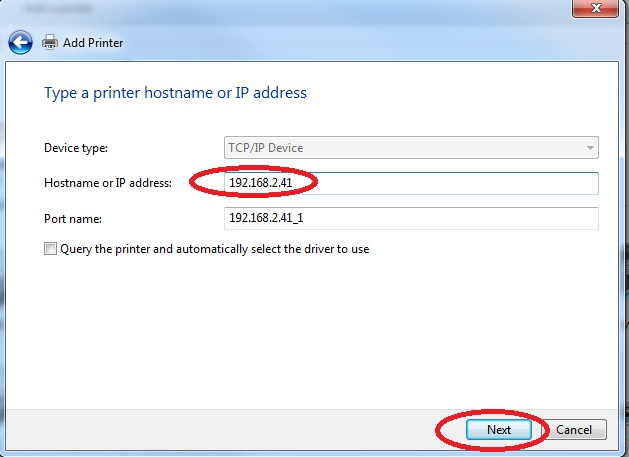 Add Printer
Type a printer hostname or IP address
Device type: TCP/IP Device
Hostname or IP address: 192.168.2.41
Port name: 192.168.2.41_1
Query the printer and automatically select the driver to use
Next Cancel